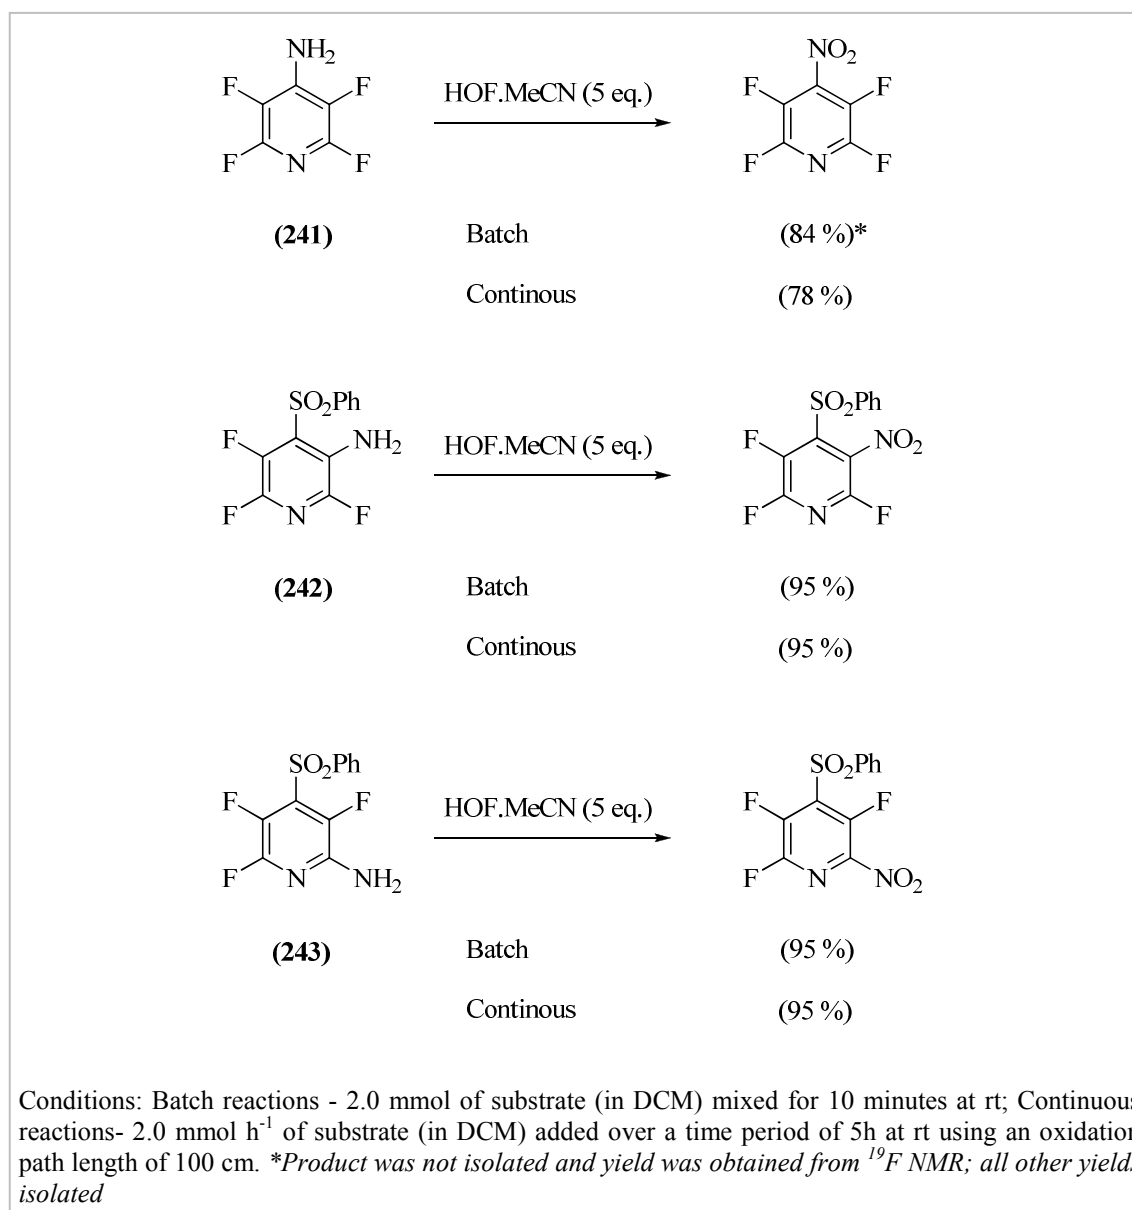 NH2 NO2
F F HOF.MeCN (5 eq.) F F
F N F F N F
(241) Batch (84 %)*
Continous (78 %)
SO2Ph SO2Ph
F NH2 HOF.MeCN (5 eq.) F NO2
F N F F N F
(242) Batch (95 %)
Continous (95 %)
SO2Ph SO2Ph
F F HOF.MeCN (5 eq.) F F
F N NH2 F N NO2
(243) Batch (95 %)
Continous (95 %)
Conditions: Batch reactions - 2.0 mmol of substrate (in DCM) mixed for 10 minutes at rt; Continuous
reactions- 2.0 mmol h-1 of substrate (in DCM) added over a time period of 5h at rt using an oxidation
path length of 100 cm. *Product was not isolated and yield was obtained from 19F NMR; all other yields
isolated